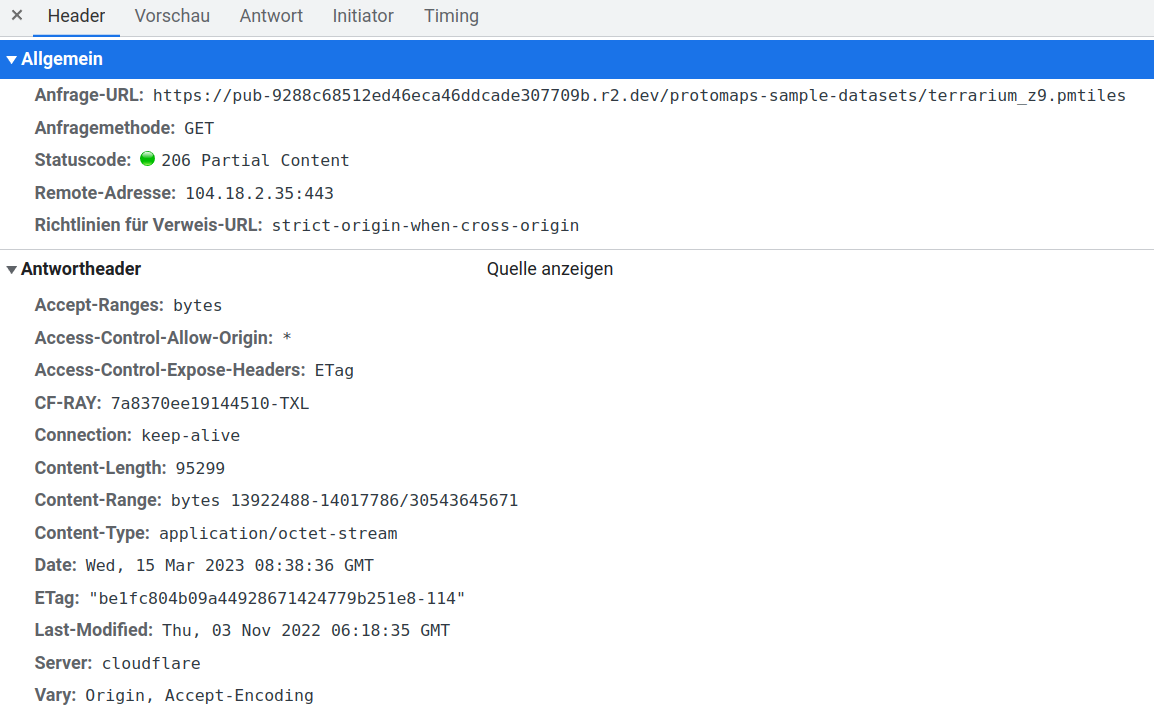 × Header Vorschau Antwort Initiator Timing
▼ Allgemein
Anfrage-URL: https://pub-9288c68512ed46eca46ddcade307709b.r2.dev/protomaps-sample-datasets/terrarium_z9.pmtiles
Anfragemethode: GET
Statuscode: 206 Partial Content
Remote-Adresse: 104.18.2.35:443
Richtlinien für Verweis-URL: strict-origin-when-cross-origin
▼ Antwortheader Quelle anzeigen
Accept-Ranges: bytes
Access-Control-Allow-Origin: *
Access-Control-Expose-Headers: ETag
CF-RAY: 7a8370ee19144510-TXL
Connection: keep-alive
Content-Length: 95299
Content-Range: bytes 13922488-14017786/30543645671
Content-Type: application/octet-stream
Date: Wed, 15 Mar 2023 08:38:36 GMT
ETag: "be1fc804b09a44928671424779b251e8-114"
Last-Modified: Thu, 03 Nov 2022 06:18:35 GMT
Server: cloudflare
Vary: Origin, Accept-Encoding